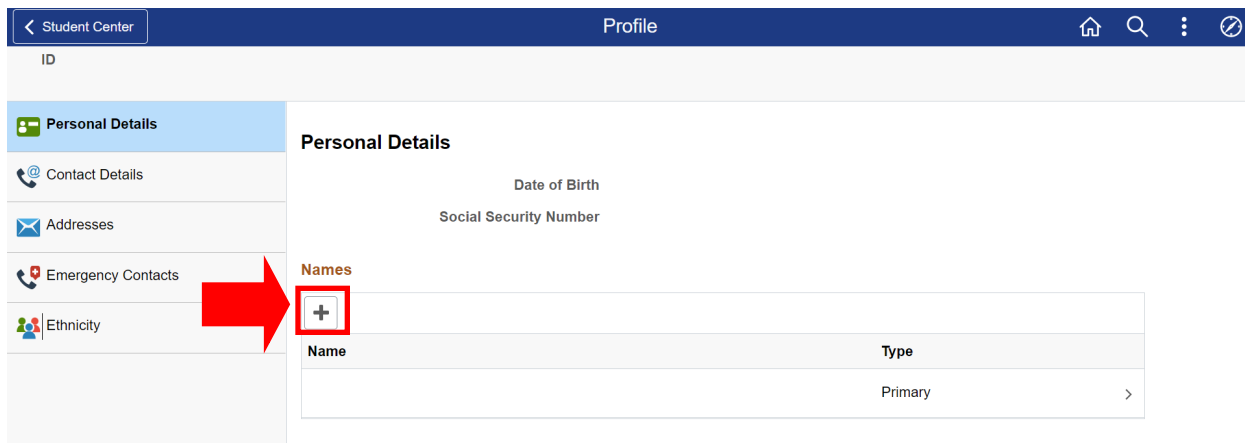 Student Center
Profile
ID
Personal Details
Contact Details
Addresses
Emergency Contacts
Ethnicity
Personal Details
Date of Birth
Social Security Number
Names
Name Type
Primary